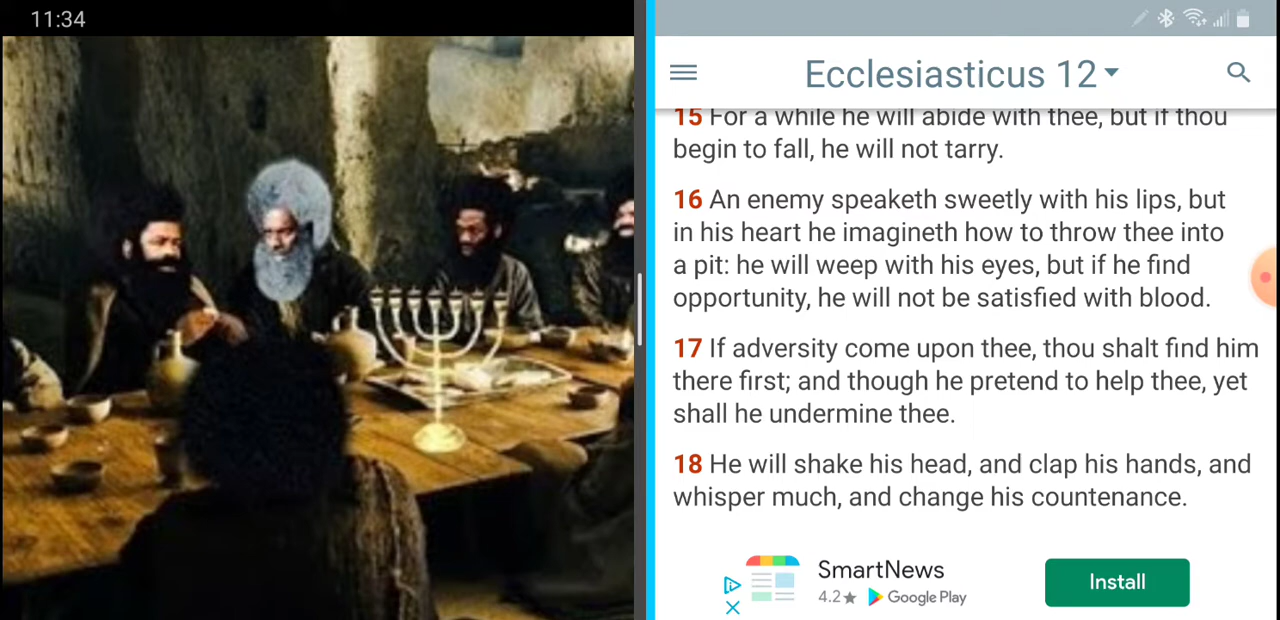 11:34
Ecclesiasticus 12
15 For a while he will abide with thee, but if thou
begin to fall, he will not tarry.
16 An enemy speaketh sweetly with his lips, but
in his heart he imagineth how to throw thee into
a pit: he will weep with his eyes, but if he find
opportunity, he will not be satisfied with blood.
17 If adversity come upon thee, thou shalt find him
there first; and though he pretend to help thee, yet
shall he undermine thee.
18 He will shake his head, and clap his hands, and
whisper much, and change his countenance.
SmartNews
4.2★ Google Play
Install